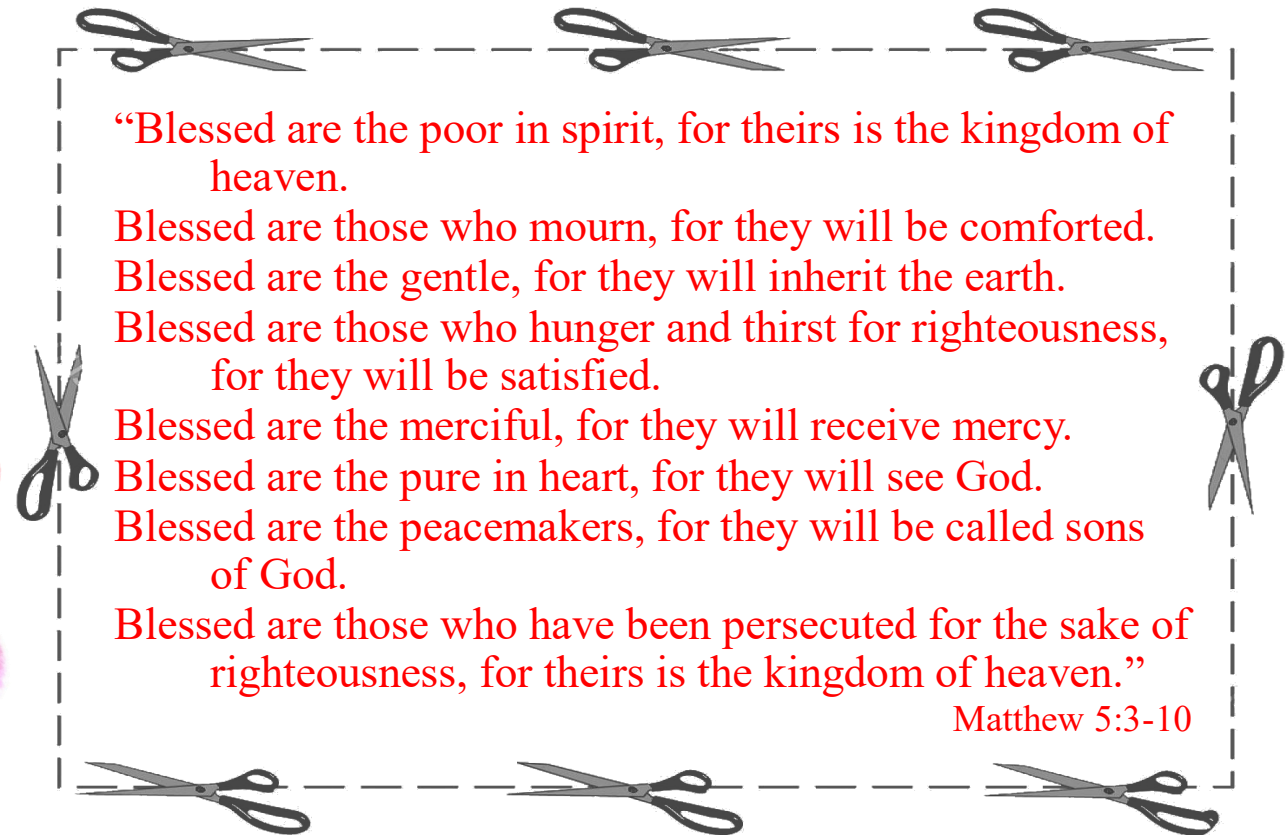 “Blessed are the poor in spirit, for theirs is the kingdom of
heaven.
Blessed are those who mourn, for they will be comforted.
Blessed are the gentle, for they will inherit the earth.
Blessed are those who hunger and thirst for righteousness,
for they will be satisfied.
Blessed are the merciful, for they will receive mercy.
Blessed are the pure in heart, for they will see God.
Blessed are the peacemakers, for they will be called sons
of God.
Blessed are those who have been persecuted for the sake of
righteousness, for theirs is the kingdom of heaven.”
Matthew 5:3-10